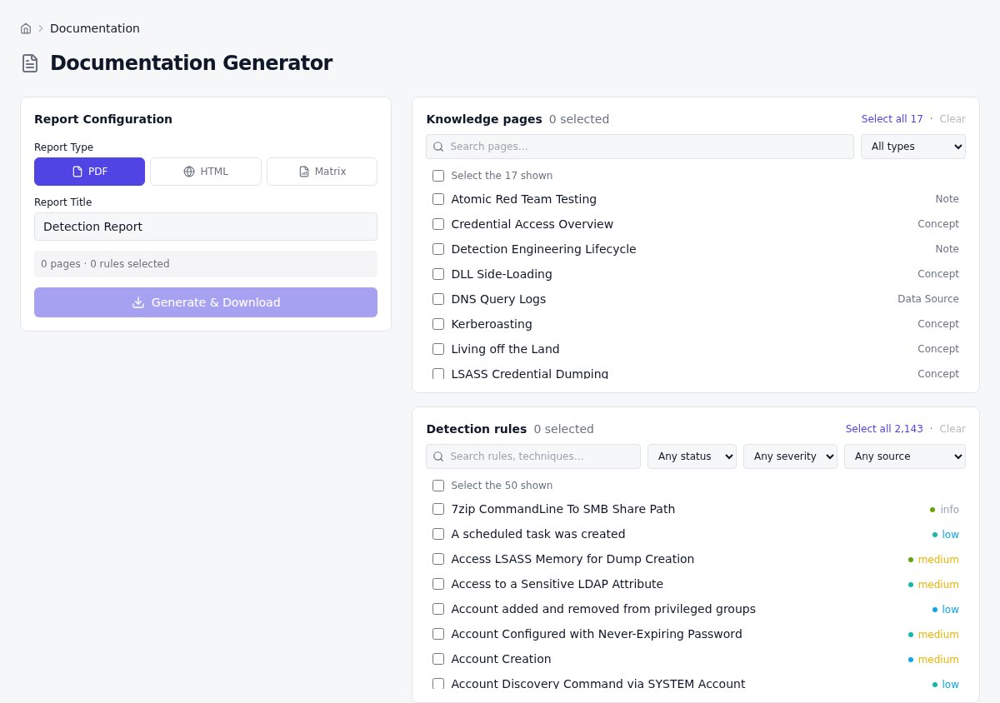 Documentation
Documentation Generator
Report Configuration
Report Type
PDF
HTML
Matrix
Report Title
Detection Report
0 pages · 0 rules selected
Generate & Download
Knowledge pages 0 selected Select all 17 · Clear
Search pages... All types
Select the 17 shown
Atomic Red Team Testing Note
Credential Access Overview Concept
Detection Engineering Lifecycle Note
DLL Side-Loading Concept
DNS Query Logs Data Source
Kerberoasting Concept
Living off the Land Concept
LSASS Credential Dumping Concept
Detection rules 0 selected Select all 2,143 · Clear
Search rules, techniques... Any status Any severity Any source
Select the 50 shown
7zip CommandLine To SMB Share Path info
A scheduled task was created low
Access LSASS Memory for Dump Creation medium
Access to a Sensitive LDAP Attribute medium
Account added and removed from privileged groups low
Account Configured with Never-Expiring Password medium
Account Creation medium
Account Discovery Command via SYSTEM Account low